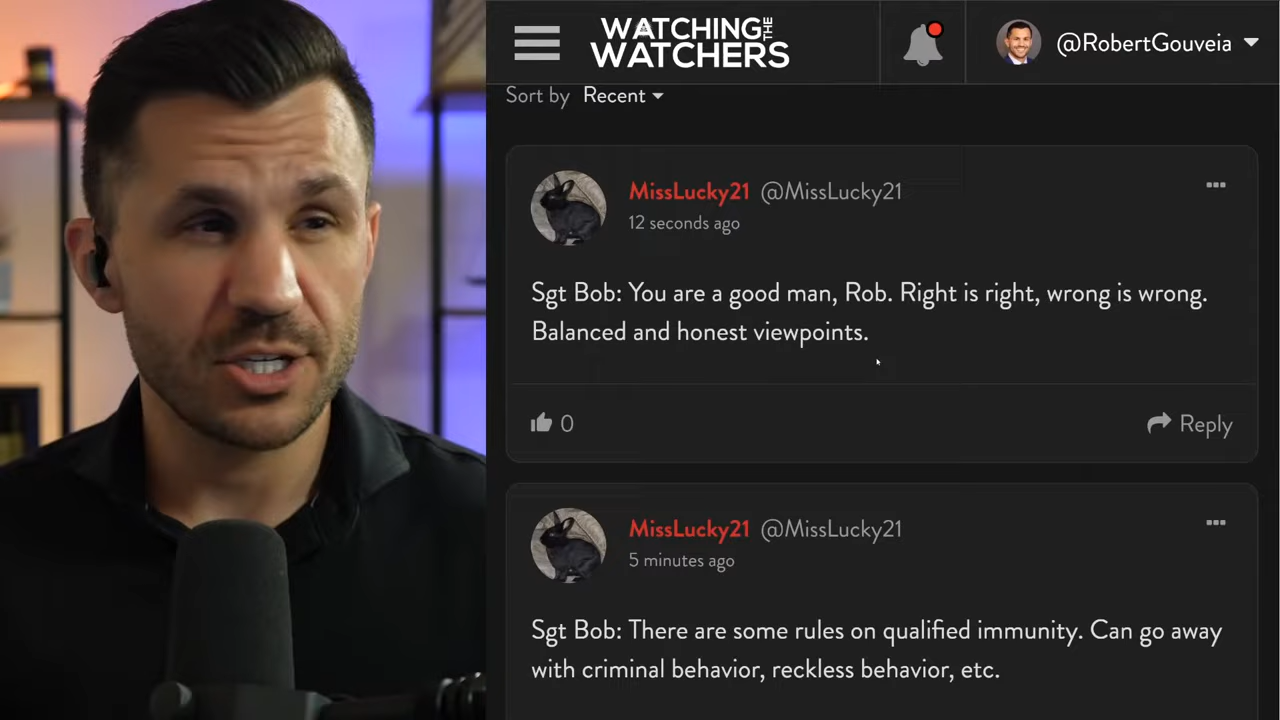 WATCHING THE
WATCHERS
@RobertGouveia
Sort by Recent
MissLucky21 @MissLucky21
12 seconds ago
Sgt Bob: You are a good man, Rob. Right is right, wrong is wrong.
Balanced and honest viewpoints.
0
Reply
MissLucky21 @MissLucky21
5 minutes ago
Sgt Bob: There are some rules on qualified immunity. Can go away
with criminal behavior, reckless behavior, etc.